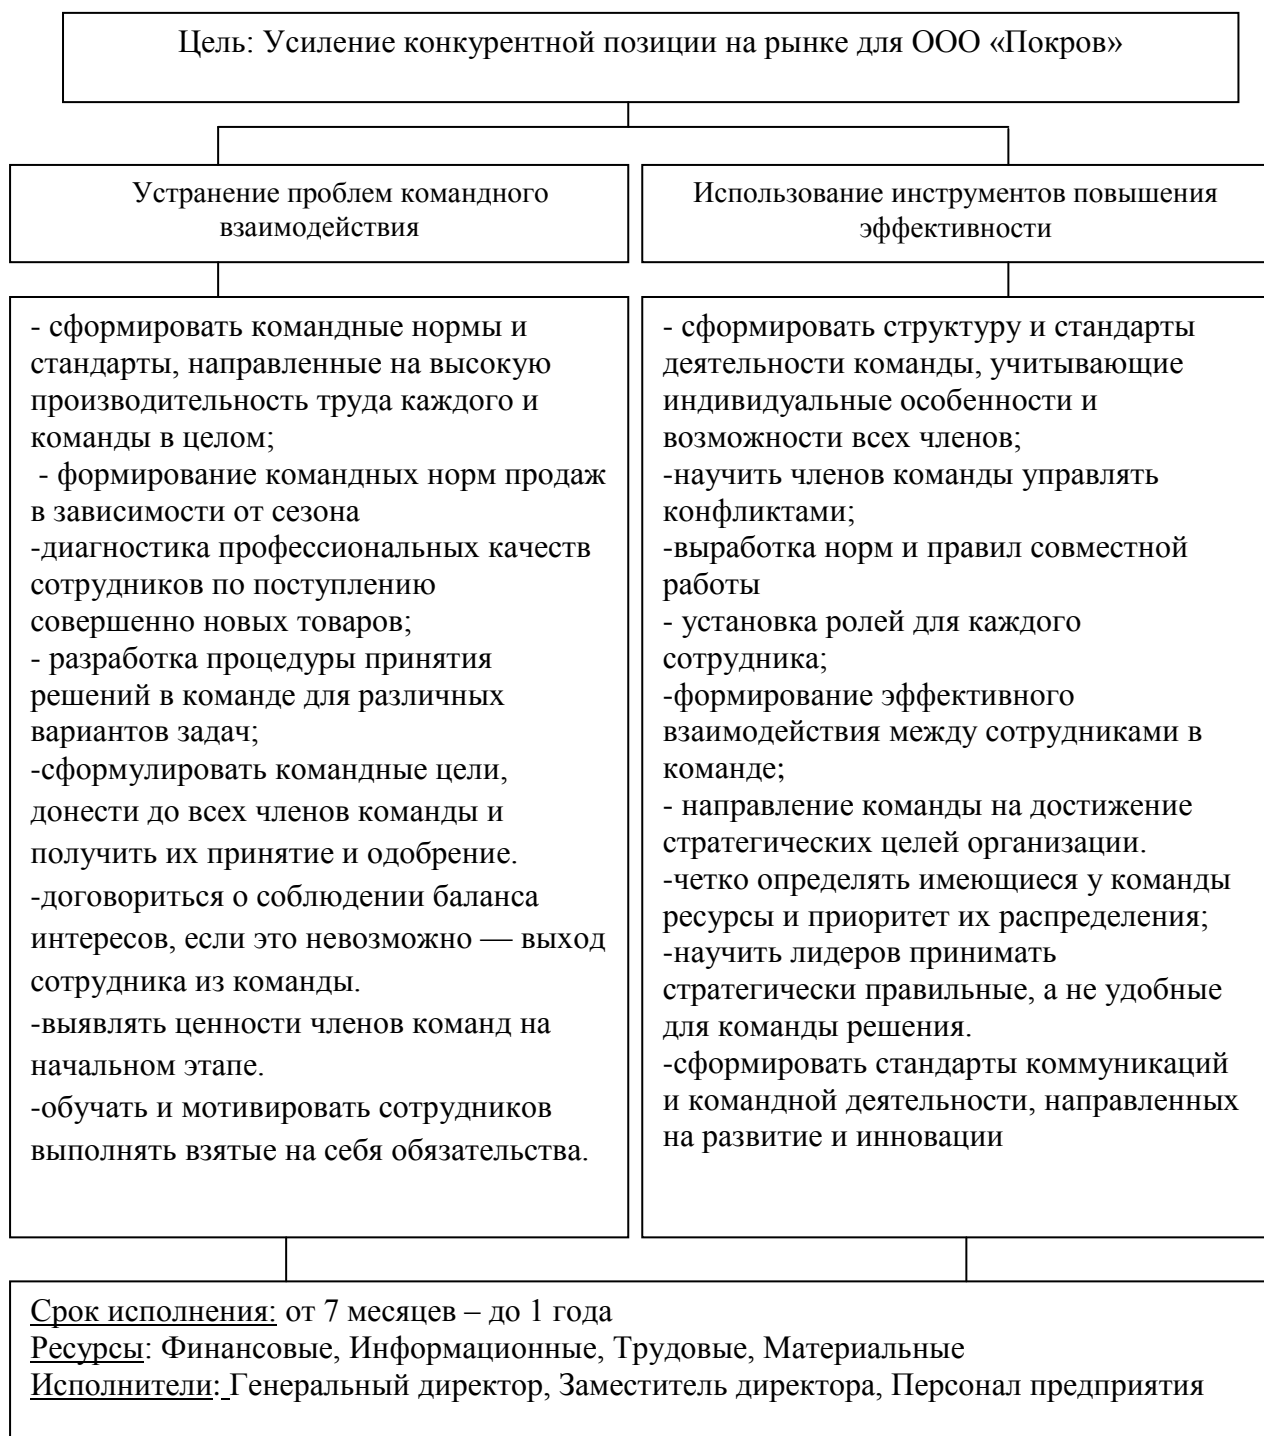 Цель: Усиление конкурентной позиции на рынке для ООО «Покров»
Устранение проблем командного
взаимодействия
Использование инструментов повышения
эффективности
- сформировать командные нормы и
стандарты, направленные на высокую
производительность труда каждого и
команды в целом;
- формирование командных норм продаж
в зависимости от сезона
-диагностика профессиональных качеств
сотрудников по поступлению
совершенно новых товаров;
- разработка процедуры принятия
решений в команде для различных
вариантов задач;
-сформулировать командные цели,
донести до всех членов команды и
получить их принятие и одобрение.
-договориться о соблюдении баланса
интересов, если это невозможно — выход
сотрудника из команды.
-выявлять ценности членов команд на
начальном этапе.
-обучать и мотивировать сотрудников
выполнять взятые на себя обязательства.
- сформировать структуру и стандарты
деятельности команды, учитывающие
индивидуальные особенности и
возможности всех членов;
-научить членов команды управлять
конфликтами;
-выработка норм и правил совместной
работы
- установка ролей для каждого
сотрудника;
-формирование эффективного
взаимодействия между сотрудниками в
команде;
- направление команды на достижение
стратегических целей организации.
-четко определять имеющиеся у команды
ресурсы и приоритет их распределения;
-научить лидеров принимать
стратегически правильные, а не удобные
для команды решения.
-сформировать стандарты коммуникаций
и командной деятельности, направленных
на развитие и инновации
Срок исполнения: от 7 месяцев – до 1 года
Ресурсы: Финансовые, Информационные, Трудовые, Материальные
Исполнители: Генеральный директор, Заместитель директора, Персонал предприятия